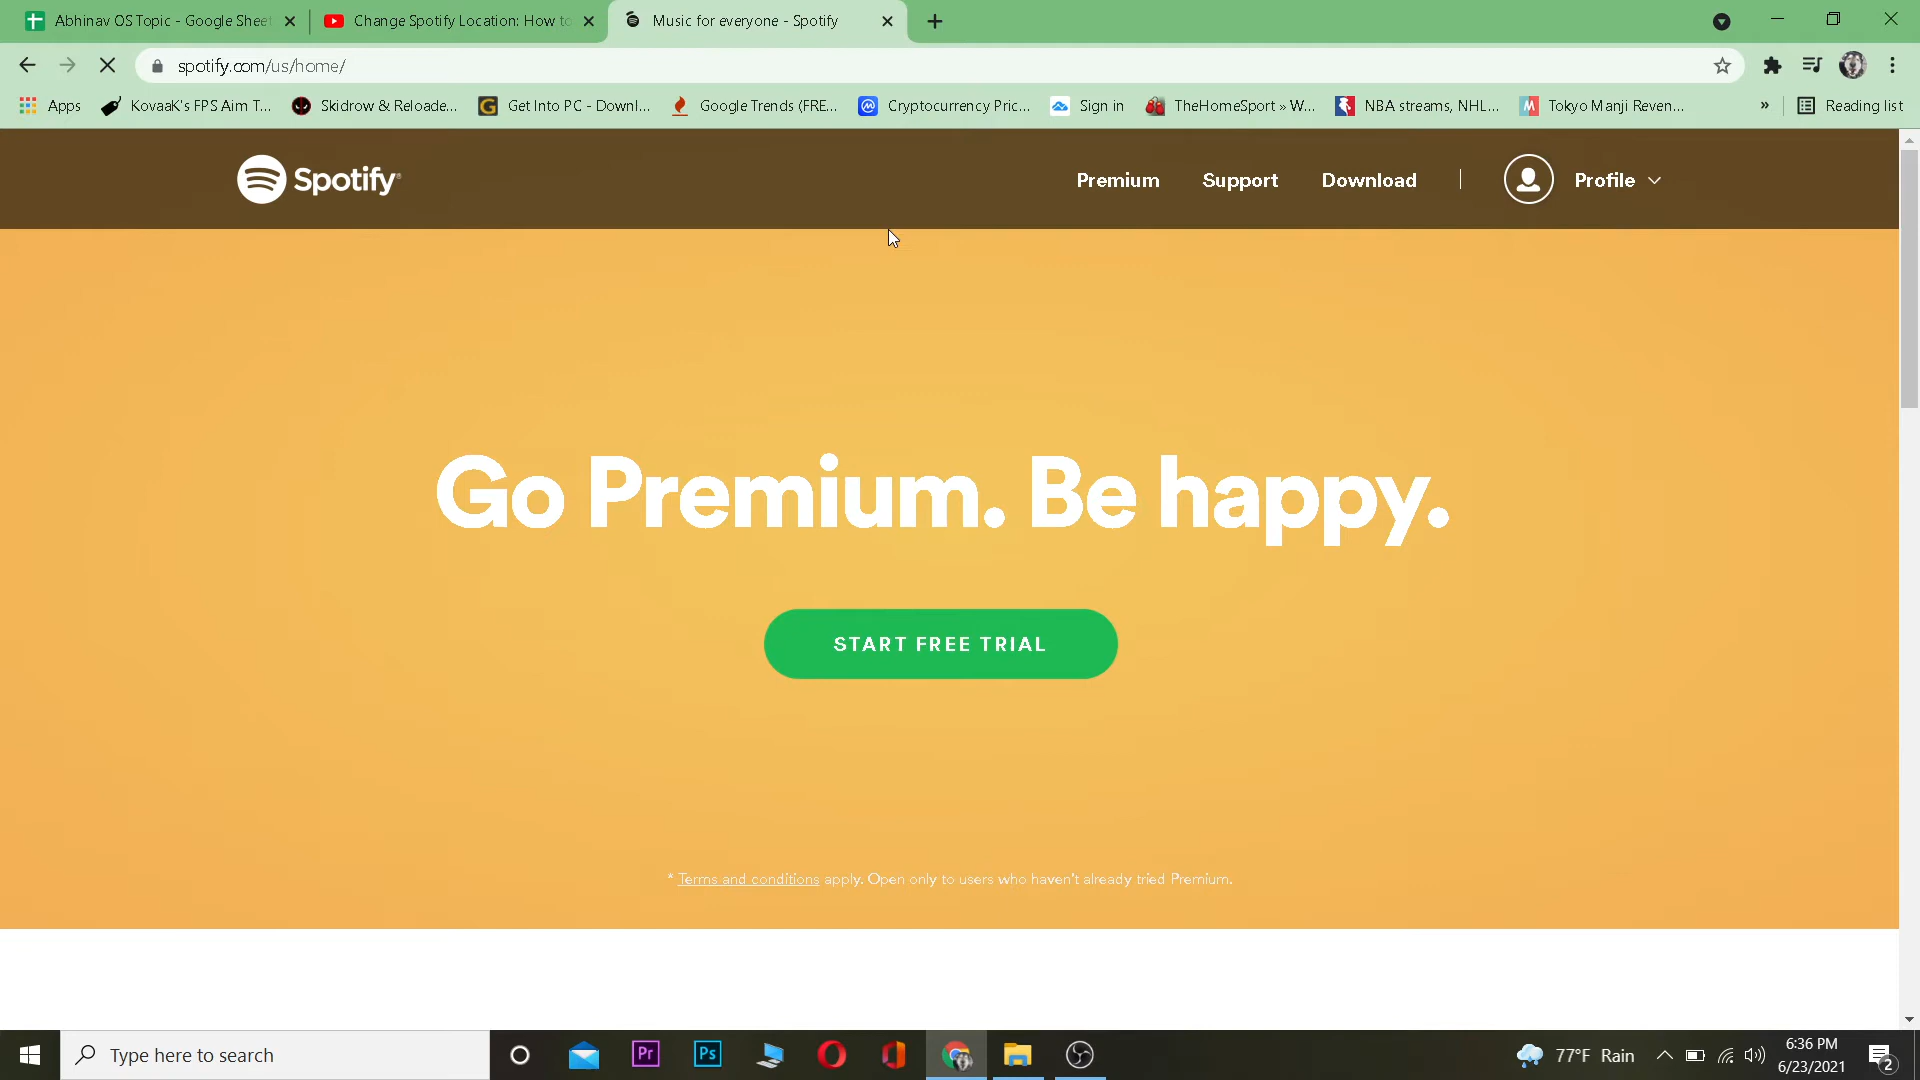 Abhinav OS Topic - Google Sheet
Change Spotify Location: How to
Music for everyone - Spotify
spotify.com/us/home/
Apps
KovaaK's FPS Aim T...
Skidrow & Reloade...
Get Into PC - Downl...
Google Trends (FRE...
Cryptocurrency Pric...
Sign in
TheHomeSport » W...
NBA streams, NHL...
Tokyo Manji Reven...
»
Reading list
Spotify®
Premium
Support
Download
Profile
Go Premium. Be happy.
START FREE TRIAL
* Terms and conditions apply. Open only to users who haven't already tried Premium.
Type here to search
Pr
Ps
77°F Rain
6:36 PM
6/23/2021
2